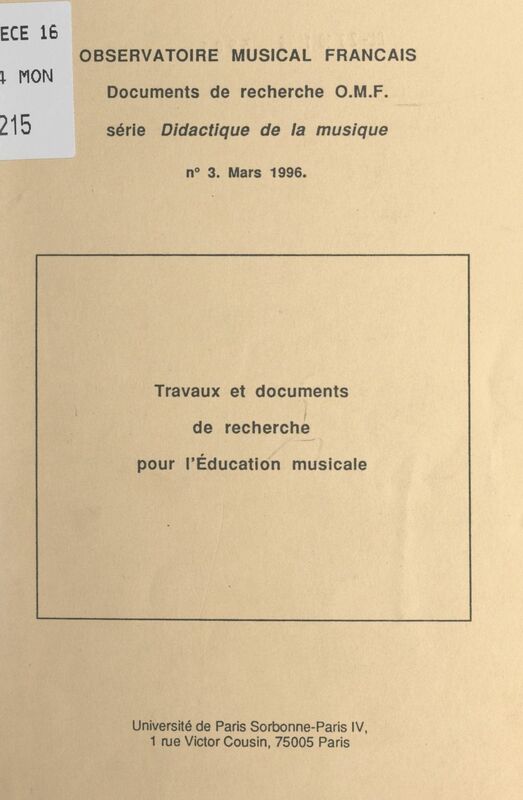 ECE 16
4 MON
215
OBSERVATOIRE MUSICAL FRANCAIS
Documents de recherche O.M.F.
série Didactique de la musique
n° 3. Mars 1996.
Travaux et documents
de recherche
pour l'Éducation musicale
Université de Paris Sorbonne-Paris IV,
1 rue Victor Cousin, 75005 Paris